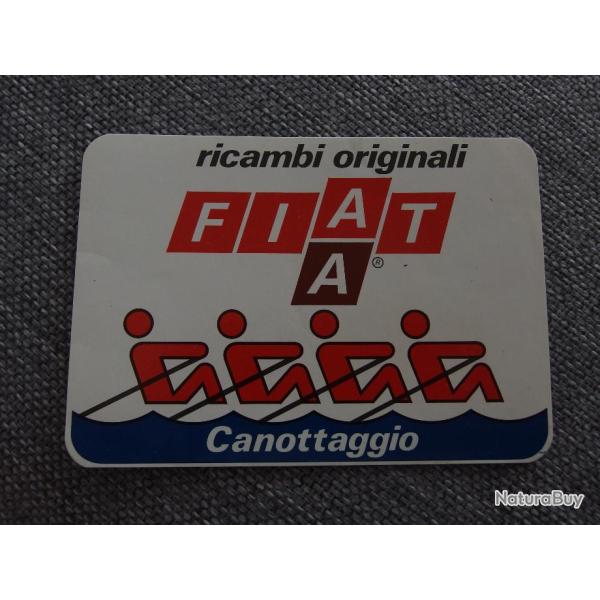 ricambi originali
FIAT
A®
Canottaggio
NaturaBuy